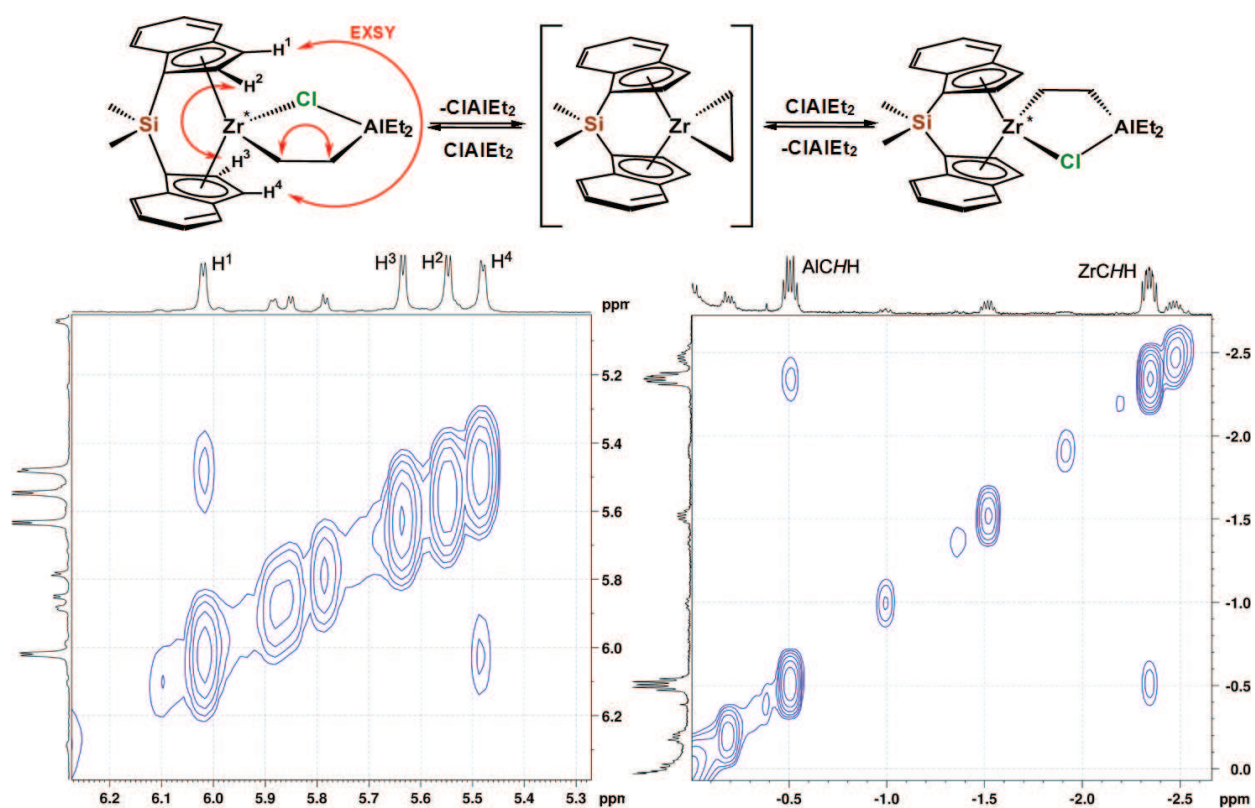 EXSY
H1
H2
Si
Zr*
Cl
AlEt2
H3
H4
-ClAlEt2
ClAlEt2
Si
Zr
ClAlEt2
-ClAlEt2
Si
Zr*
AlEt2
Cl
H1 H3 H2 H4
ppm
5.2
5.4
5.6
5.8
6.0
6.2
6.2 6.1 6.0 5.9 5.8 5.7 5.6 5.5 5.4 5.3 ppm
AlCHH ZrCHH
ppm
-2.5
-2.0
-1.5
-1.0
-0.5
0.0
-0.5 -1.0 -1.5 -2.0 -2.5 ppm